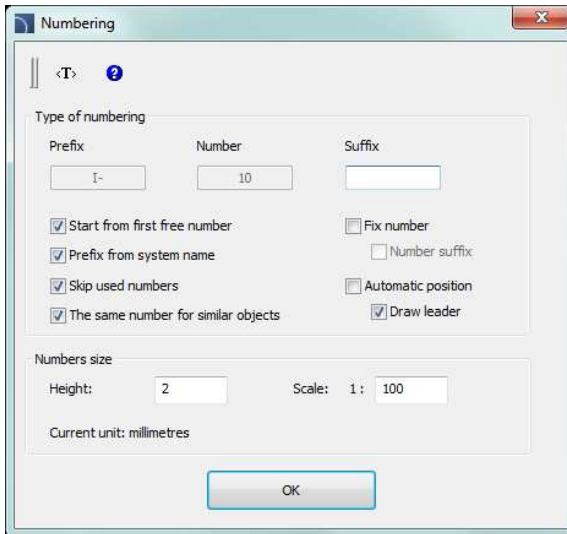 Numbering
<T>
Type of numbering
Prefix Number Suffix
I- 10
Start from first free number Fix number
Prefix from system name Number suffix
Skip used numbers Automatic position
The same number for similar objects Draw leader
Numbers size
Height: 2 Scale: 1 : 100
Current unit: millimetres
OK